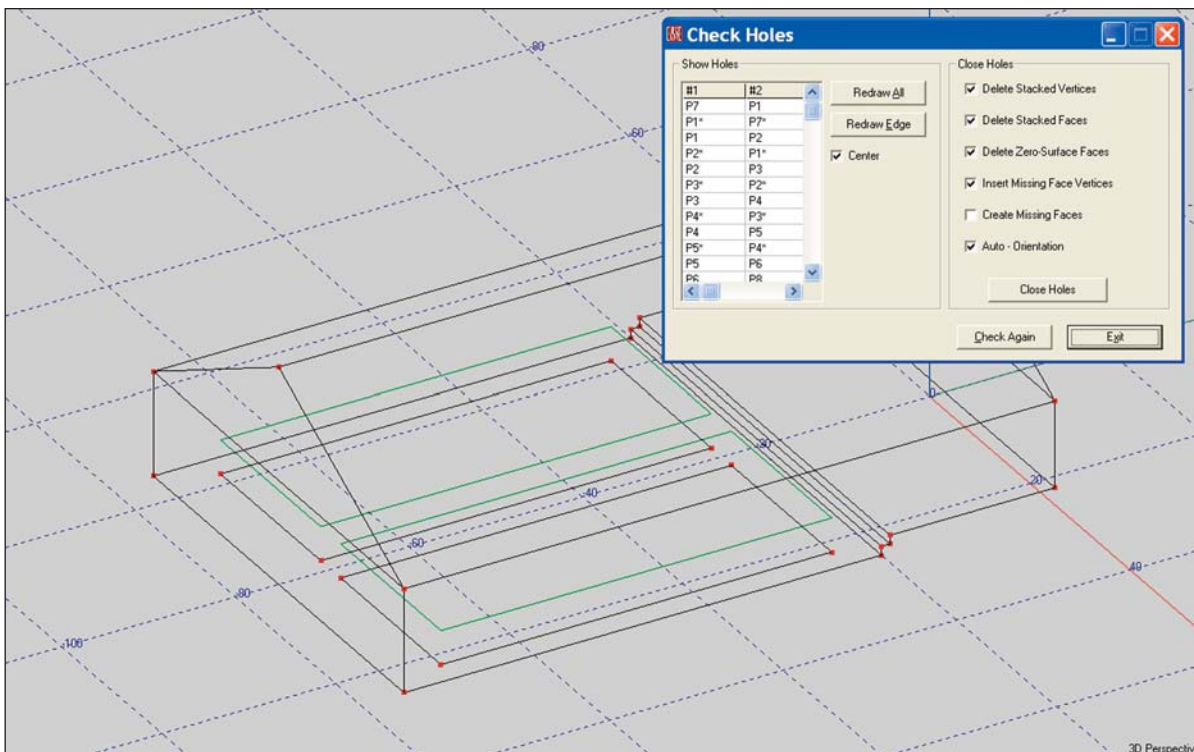 Check Holes
Show Holes
#1 #2
P7 P1
P1* P7*
P1 P2
P2* P1*
P2 P3
P3* P2*
P3 P4
P4* P3*
P4 P5
P5* P4*
P5 P6
P6 P8
Redraw All
Redraw Edge
Center
Close Holes
Delete Stacked Vertices
Delete Stacked Faces
Delete Zero-Surface Faces
Insert Missing Face Vertices
Create Missing Faces
Auto - Orientation
Close Holes
Check Again
Exit
-80
-60
0
-20
-20
-40
40
-60
-80
-100
3D Perspectiv